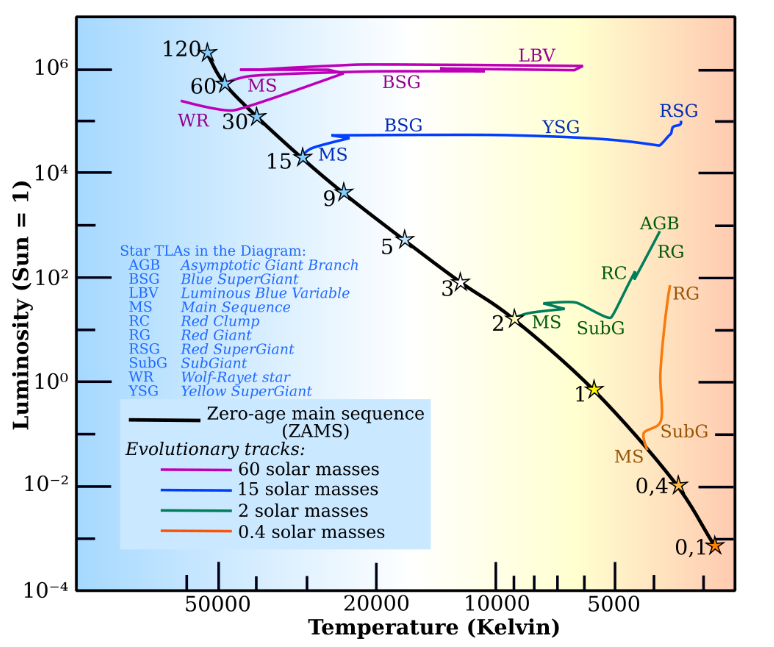 120
10⁶
LBV
60
MS
BSG
WR
30
RSG
BSG
YSG
15
MS
10⁴
9
AGB
5
RG
Star TLAs in the Diagram:
AGB Asymptotic Giant Branch
BSG Blue SuperGiant
LBV Luminous Blue Variable
MS Main Sequence
RC Red Clump
RG Red Giant
RSG Red SuperGiant
SubG SubGiant
WR Wolf-Rayet star
YSG Yellow SuperGiant
10²
3
RC
RG
2
MS
SubG
10⁰
1
Zero-age main sequence
(ZAMS)
Evolutionary tracks:
60 solar masses
15 solar masses
2 solar masses
0.4 solar masses
SubG
MS
10⁻²
0,4
0,1
10⁻⁴
Luminosity (Sun = 1)
50000
20000
10000
5000
Temperature (Kelvin)